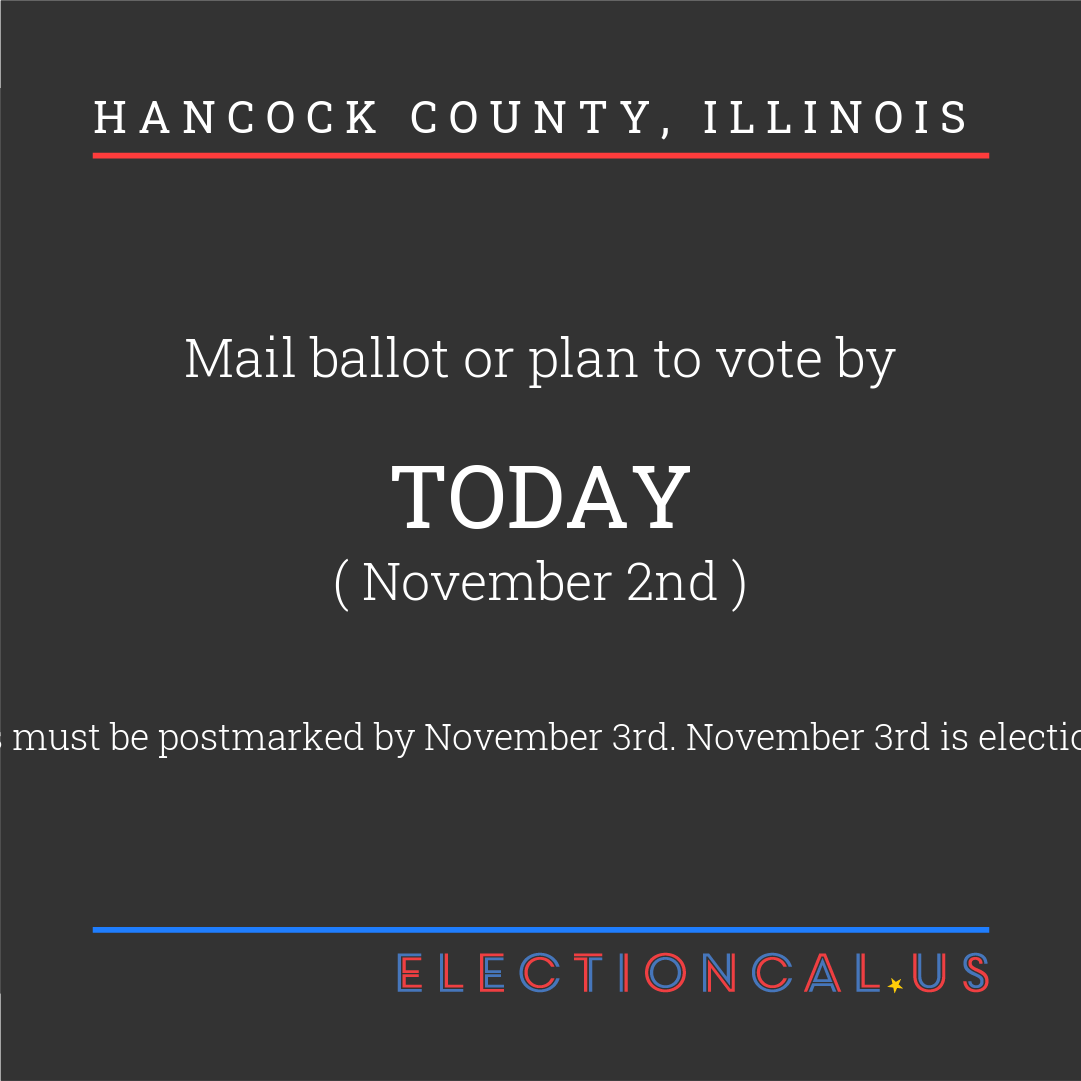 HANCOCK COUNTY, ILLINOIS
Mail ballot or plan to vote by
TODAY
( November 2nd )
must be postmarked by November 3rd. November 3rd is
ELECTIONCAL.US